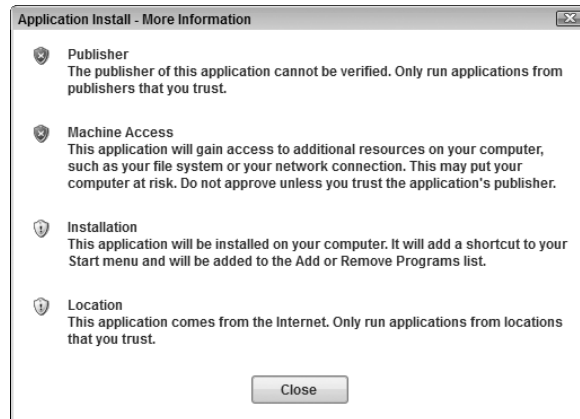 Application Install - More Information
Publisher
The publisher of this application cannot be verified. Only run applications from
publishers that you trust.
Machine Access
This application will gain access to additional resources on your computer,
such as your file system or your network connection. This may put your
computer at risk. Do not approve unless you trust the application's publisher.
Installation
This application will be installed on your computer. It will add a shortcut to your
Start menu and will be added to the Add or Remove Programs list.
Location
This application comes from the Internet. Only run applications from locations
that you trust.
Close